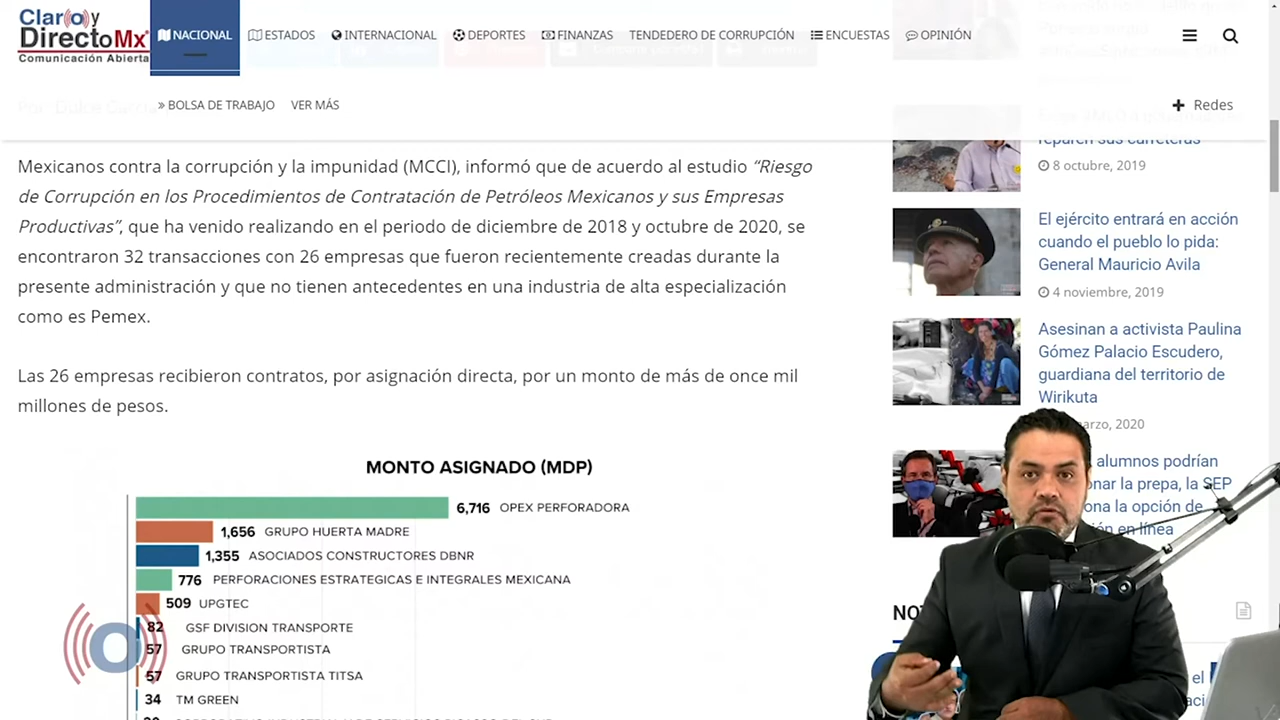 Claro y
DirectoMx
Comunicación Abierta
NACIONAL
ESTADOS
INTERNACIONAL
DEPORTES
FINANZAS
TENDEDERO DE CORRUPCIÓN
ENCUESTAS
OPINIÓN
» BOLSA DE TRABAJO
VER MÁS
+ Redes
Mexicanos contra la corrupción y la impunidad (MCCI), informó que de acuerdo al estudio “Riesgo
de Corrupción en los Procedimientos de Contratación de Petróleos Mexicanos y sus Empresas
Productivas”, que ha venido realizando en el periodo de diciembre de 2018 y octubre de 2020, se
encontraron 32 transacciones con 26 empresas que fueron recientemente creadas durante la
presente administración y que no tienen antecedentes en una industria de alta especialización
como es Pemex.
Las 26 empresas recibieron contratos, por asignación directa, por un monto de más de once mil
millones de pesos.
MONTO ASIGNADO (MDP)
6,716 OPEX PERFORADORA
1,656 GRUPO HUERTA MADRE
1,355 ASOCIADOS CONSTRUCTORES DBNR
776 PERFORACIONES ESTRATEGICAS E INTEGRALES MEXICANA
509 UPGTEC
82 GSF DIVISION TRANSPORTE
57 GRUPO TRANSPORTISTA
57 GRUPO TRANSPORTISTA TITSA
34 TM GREEN
reparen sus carreteras
8 octubre, 2019
El ejército entrará en acción
cuando el pueblo lo pida:
General Mauricio Avila
4 noviembre, 2019
Asesinan a activista Paulina
Gómez Palacio Escudero,
guardiana del territorio de
Wirikuta
marzo, 2020
alumnos podrían
la prepa, la SEP
la opción de
en línea
el